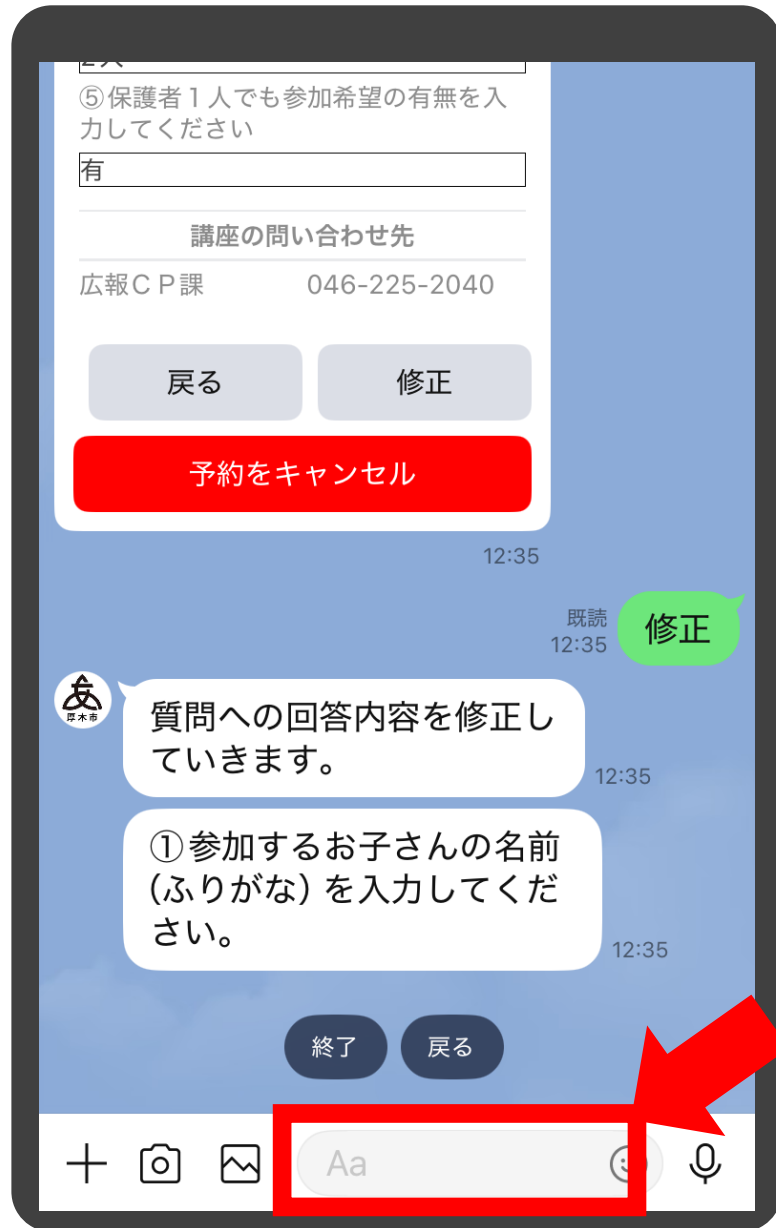 ⑤保護者1人でも参加希望の有無を入
力してください
有
講座の問い合わせ先
広報CP課 046-225-2040
戻る 修正
予約をキャンセル
12:35
既読
12:35
修正
厚木市
質問への回答内容を修正し
ていきます。
12:35
①参加するお子さんの名前
(ふりがな)を入力してくだ
さい。
12:35
終了 戻る
Aa